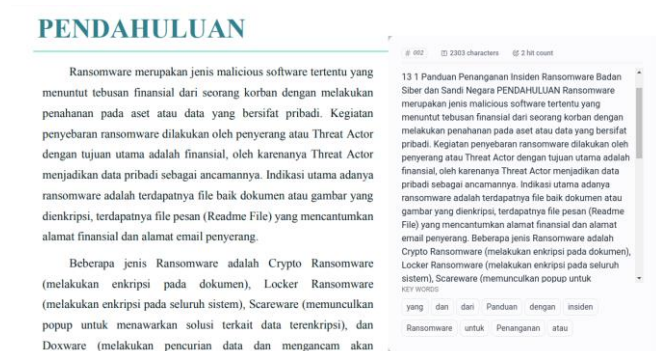 PENDAHULUAN
Ransomware merupakan jenis malicious software tertentu yang
menuntut tebusan finansial dari seorang korban dengan melakukan
penahanan pada aset atau data yang bersifat pribadi. Kegiatan
penyebaran ransomware dilakukan oleh penyerang atau Threat Actor
dengan tujuan utama adalah finansial, oleh karenanya Threat Actor
menjadikan data pribadi sebagai ancamannya. Indikasi utama adanya
ransomware adalah terdapatnya file baik dokumen atau gambar yang
dienkripsi, terdapatnya file pesan (Readme File) yang mencantumkan
alamat finansial dan alamat email penyerang.
Beberapa jenis Ransomware adalah Crypto Ransomware
(melakukan enkripsi pada dokumen), Locker Ransomware
(melakukan enkripsi pada seluruh sistem), Scareware (memunculkan
popup untuk menawarkan solusi terkait data terenkripsi), dan
Doxware (melakukan pencurian data dan mengancam akan
# 002 2303 characters 2 hit count
13 1 Panduan Penanganan Insiden Ransomware Badan
Siber dan Sandi Negara PENDAHULUAN Ransomware
merupakan jenis malicious software tertentu yang
menuntut tebusan finansial dari seorang korban dengan
melakukan penahanan pada aset atau data yang bersifat
pribadi. Kegiatan penyebaran ransomware dilakukan oleh
penyerang atau Threat Actor dengan tujuan utama adalah
finansial, oleh karenanya Threat Actor menjadikan data
pribadi sebagai ancamannya. Indikasi utama adanya
ransomware adalah terdapatnya file baik dokumen atau
gambar yang dienkripsi, terdapatnya file pesan (Readme
File) yang mencantumkan alamat finansial dan alamat
email penyerang. Beberapa jenis Ransomware adalah
Crypto Ransomware (melakukan enkripsi pada dokumen),
Locker Ransomware (melakukan enkripsi pada seluruh
sistem), Scareware (memunculkan popup untuk
KEY WORDS
yang dan dari Panduan dengan insiden
Ransomware untuk Penanganan atau